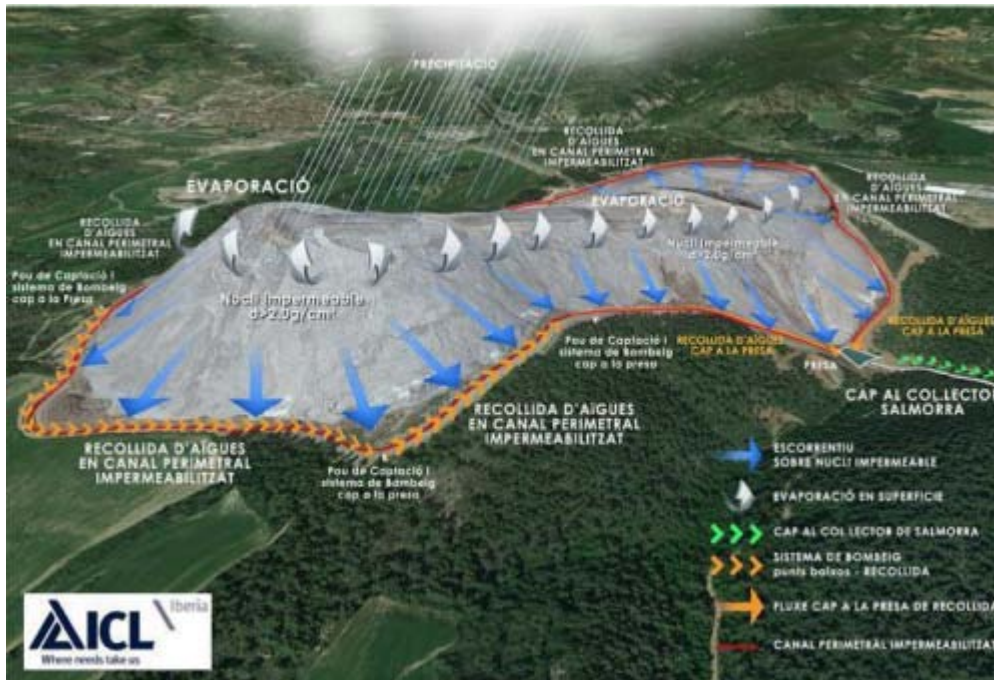 PRECIPITACIÓ
RECOLLIDA
D'AIGÜES
EN CANAL PERIMETRAL
IMPERMEABILITZAT
EVAPORACIÓ
RECOLLIDA
D'AIGÜES
EN CANAL PERIMETRAL
IMPERMEABILITZAT
EVAPORACIÓ
RECOLLIDA
D'AIGÜES
EN CANAL PERIMETRAL
IMPERMEABILITZAT
Pou de Captació i
sistema de Bombeig
cap a la Presa
Nucli Impermeable
d>2.0g/cm³
Nucli Impermeable
d>2.0g/cm³
RECOLLIDA D'AIGÜES
CAP A LA PRESA
Pou de Captació i
sistema de Bombeig
cap a la presa
RECOLLIDA D'AIGÜES
CAP A LA PRESA
PRESA
CAP AL COL.LECTOR
SALMORRA
RECOLLIDA D'AÏGUES
EN CANAL PERIMETRAL
IMPERMEABILITZAT
RECOLLIDA D'AÏGUES
EN CANAL PERIMETRAL
IMPERMEABILITZAT
Pou de Captació i
sistema de Bombeig
cap a la presa
ESCORRENTIU
SOBRE NUCLI IMPERMEABLE
EVAPORACIÓ EN SUPERFICIE
CAP AL COL.LECTOR DE SALMORRA
SISTEMA DE BOMBEIG
punts baixos - RECOLLIDA
FLUXE CAP A LA PRESA DE RECOLLIDA
CANAL PERIMETRAL IMPERMEABILITZAT
ICL Iberia
Where needs take us